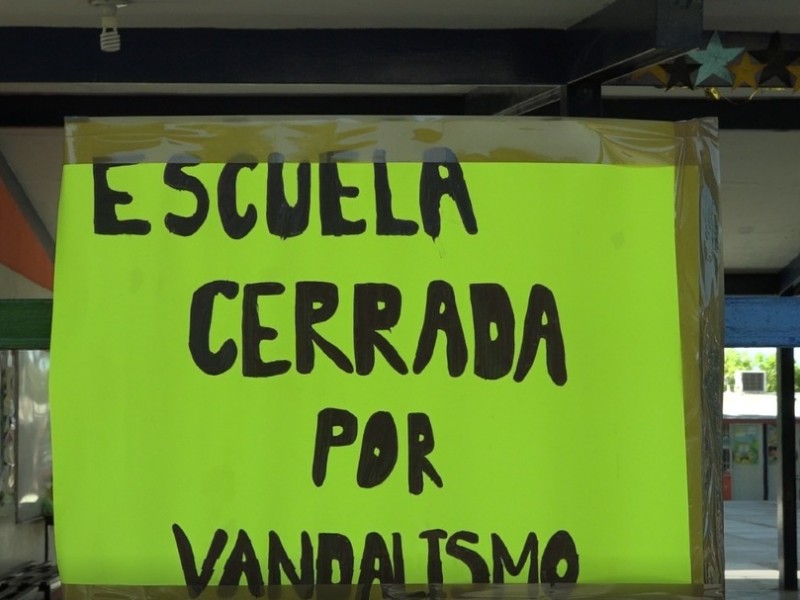 ESCUELA
CERRADA
POR
VANDALISMO